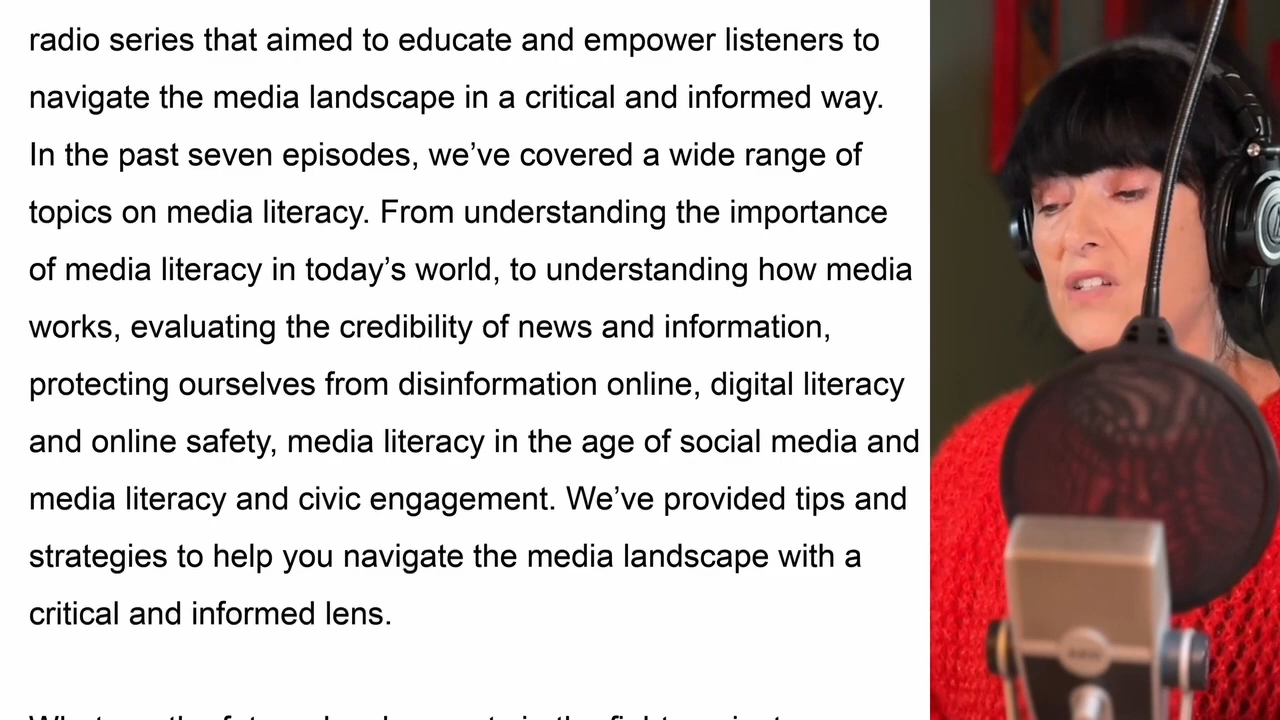 radio series that aimed to educate and empower listeners to
navigate the media landscape in a critical and informed way.
In the past seven episodes, we’ve covered a wide range of
topics on media literacy. From understanding the importance
of media literacy in today’s world, to understanding how media
works, evaluating the credibility of news and information,
protecting ourselves from disinformation online, digital literacy
and online safety, media literacy in the age of social media and
media literacy and civic engagement. We’ve provided tips and
strategies to help you navigate the media landscape with a
critical and informed lens.